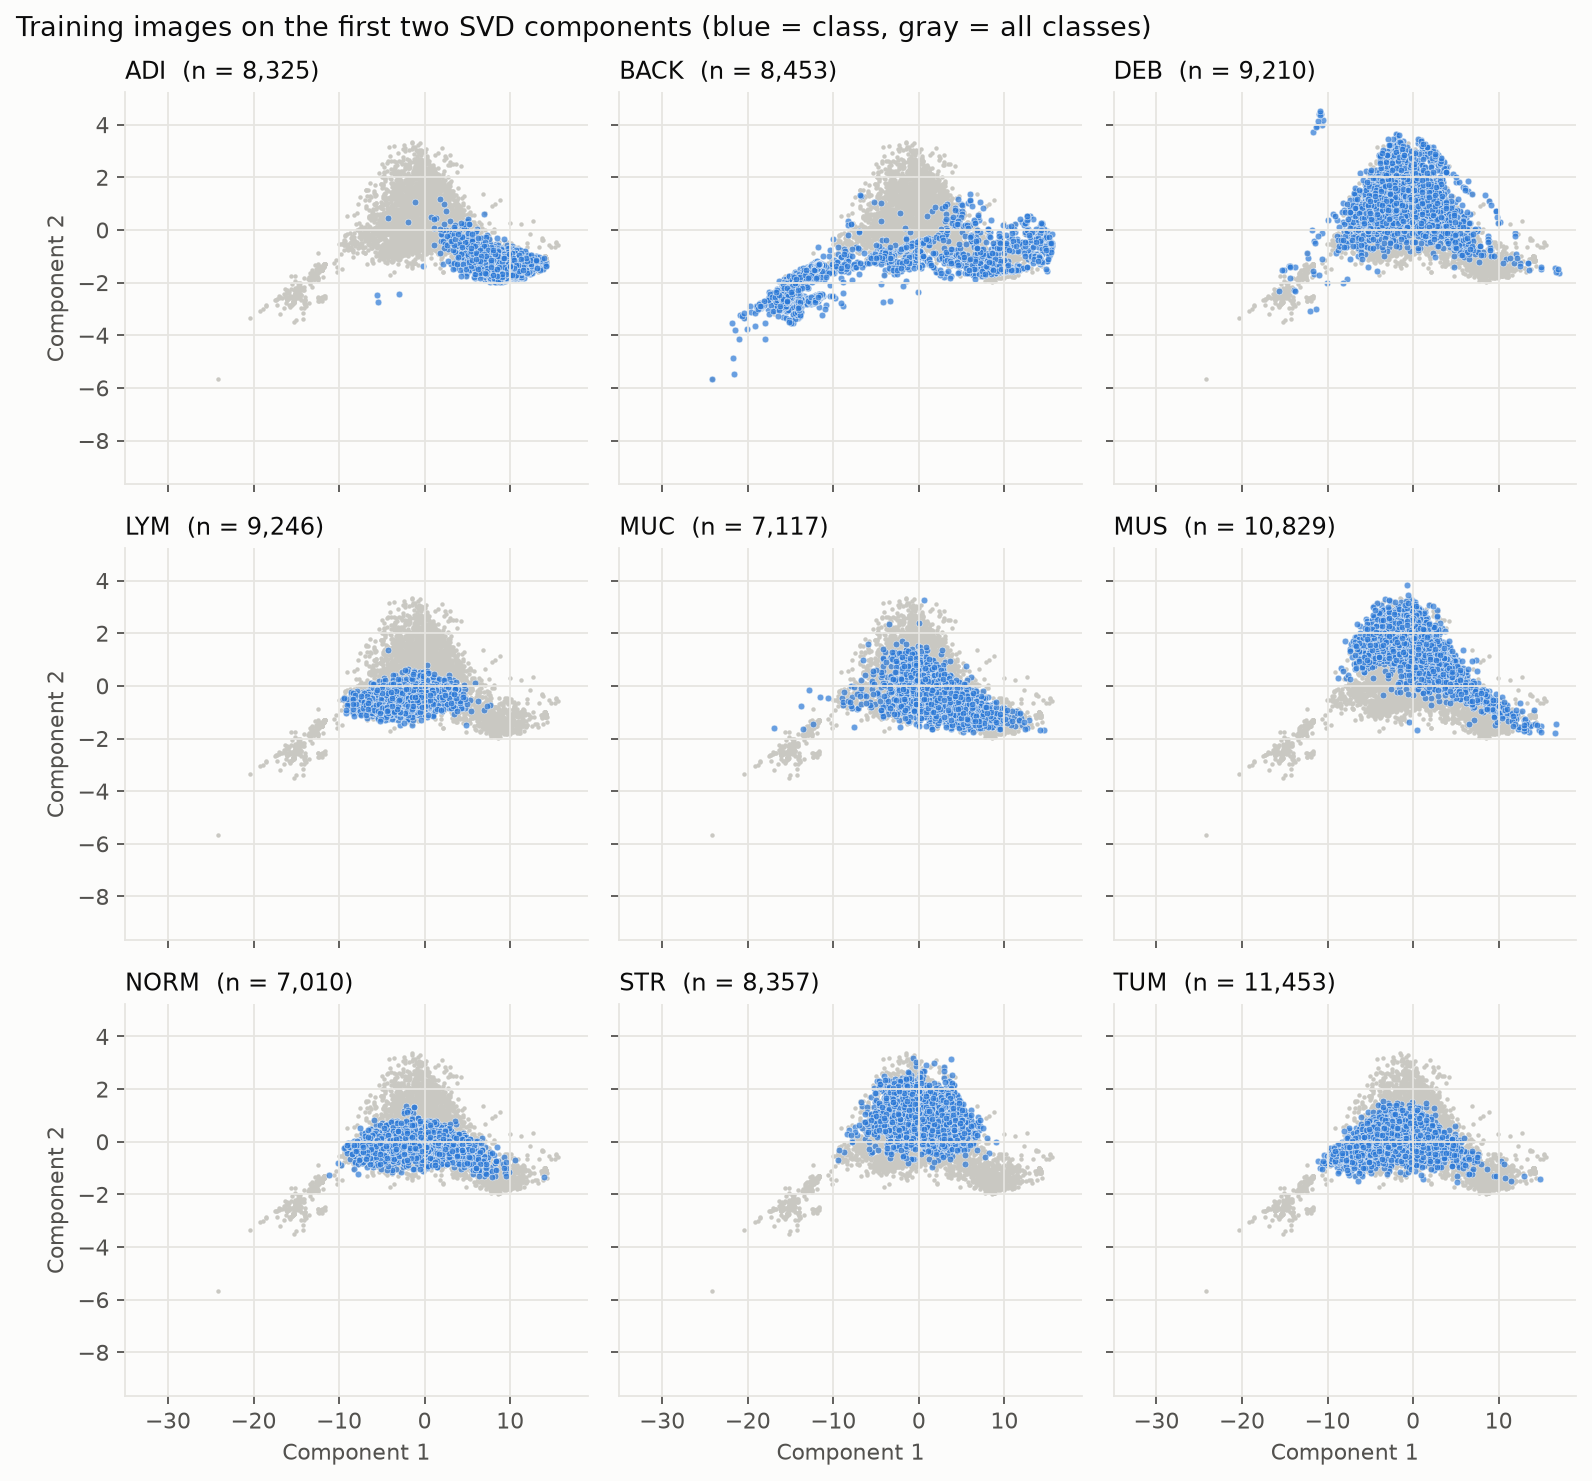 Training images on the first two SVD components (blue = class, gray = all classes)
ADI (n = 8,325)
BACK (n = 8,453)
DEB (n = 9,210)
4
2
0
−2
−4
−6
−8
Component 2
LYM (n = 9,246)
MUC (n = 7,117)
MUS (n = 10,829)
4
2
0
−2
−4
−6
−8
Component 2
NORM (n = 7,010)
STR (n = 8,357)
TUM (n = 11,453)
4
2
0
−2
−4
−6
−8
Component 2
−30 −20 −10 0 10
−30 −20 −10 0 10
−30 −20 −10 0 10
Component 1
Component 1
Component 1